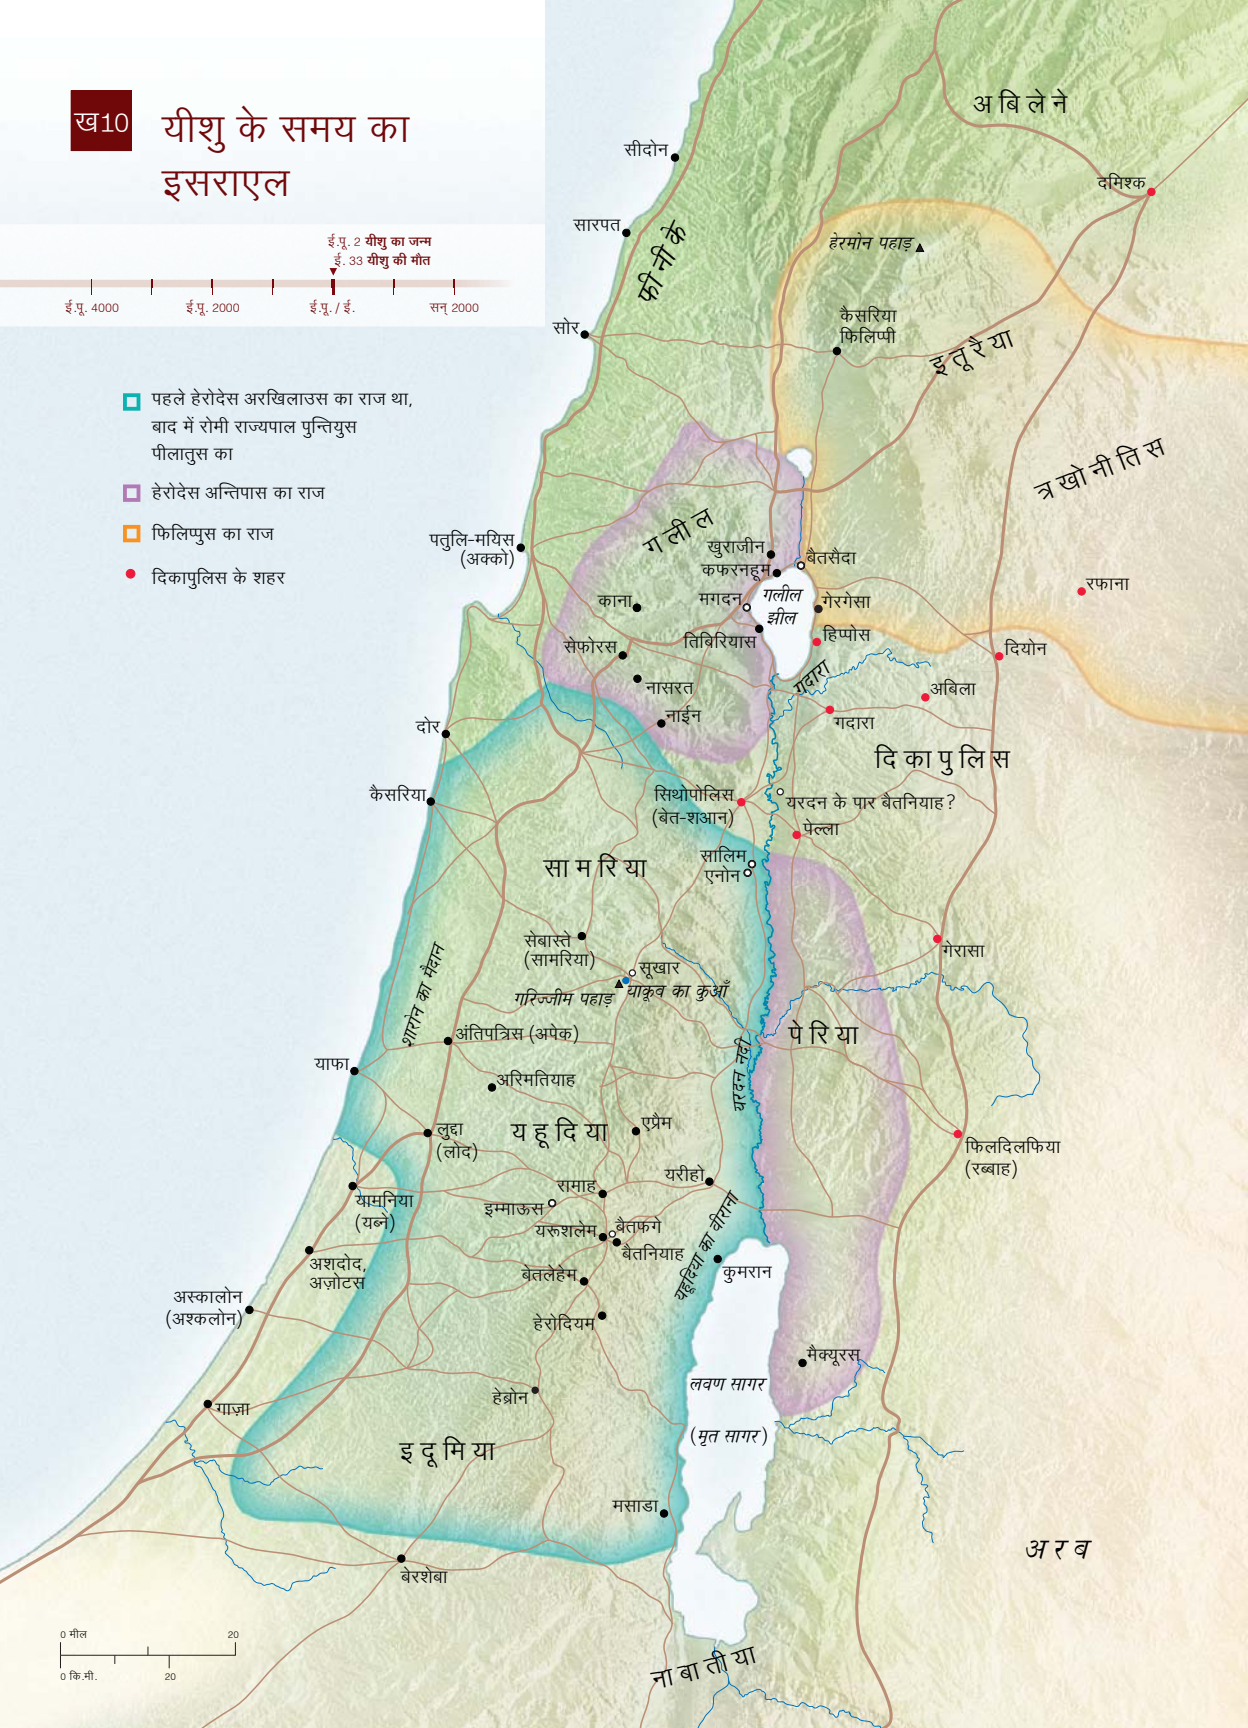 ख10
यीशु के समय का
इसराएल
ई.पू. 2 यीशु का जन्म
ई. 33 यीशु की मौत
ई.पू. 4000
ई.पू. 2000
ई.पू. / ई.
सन् 2000
पहले हेरोदेस अरखिलाउस का राज था,
बाद में रोमी राज्यपाल पुन्तियुस
पीलातुस का
हेरोदेस अन्तिपास का राज
फिलिप्पुस का राज
दिकापुलिस के शहर
अबिलेने
सीदोन
दमिश्क
सारपत
फीनीके
हेरमोन पहाड़
सोर
कैसरिया
फिलिप्पी
इतूरैया
त्रखोनीतिस
गलील
पतुलि-मयिस
(अक्को)
खुराजीन
कफरनहूम
बैतसैदा
रफाना
काना
मगदन
गलील
झील
गेरगेसा
तिबिरियास
हिप्पोस
सेफोरस
दियोन
नासरत
गदारा
अबिला
नाईन
गदारा
दोर
दिकापुलिस
कैसरिया
सिथोपोलिस
(बेत-शआन)
यरदन के पार बैतनियाह?
पेल्ला
सामरिया
सालिम
एनोन
सेबास्ते
(सामरिया)
गेरासा
सूखार
याकूब का कुआँ
गरिज्जीम पहाड़
शारोन का मैदान
अंतिपत्रिस (अपेक)
पेरिया
याफा
अरिमतियाह
यरदन नदी
लुद्दा
(लोद)
यहूदिया
एप्रैम
फिलदिलफिया
(रब्बाह)
यामनिया
(यब्ने)
समाह
यरीहो
इम्माऊस
यरूशलेम
बैतफगे
बैतनियाह
यहूदिया का वीराना
अशदोद,
अज़ोटस
बेतलेहेम
कुमरान
अस्कालोन
(अश्कलोन)
हेरोदियम
मैक्यूरस
लवण सागर
(मृत सागर)
हेब्रोन
गाज़ा
इदूमिया
मसाडा
अरब
बेरशेबा
नाबातीया
0 मील
20
0 कि.मी.
20